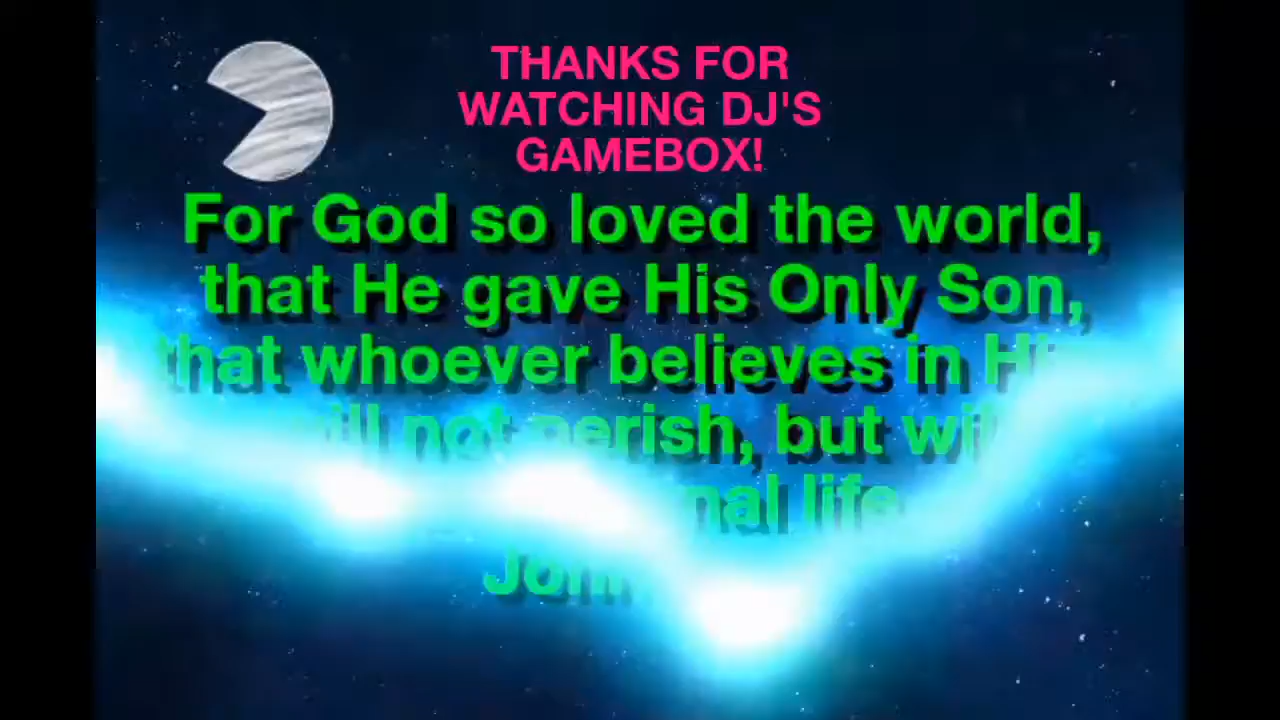 THANKS FOR
WATCHING DJ'S
GAMEBOX!
For God so loved the world,
that He gave His Only Son,
that whoever believes in
not perish, but
life